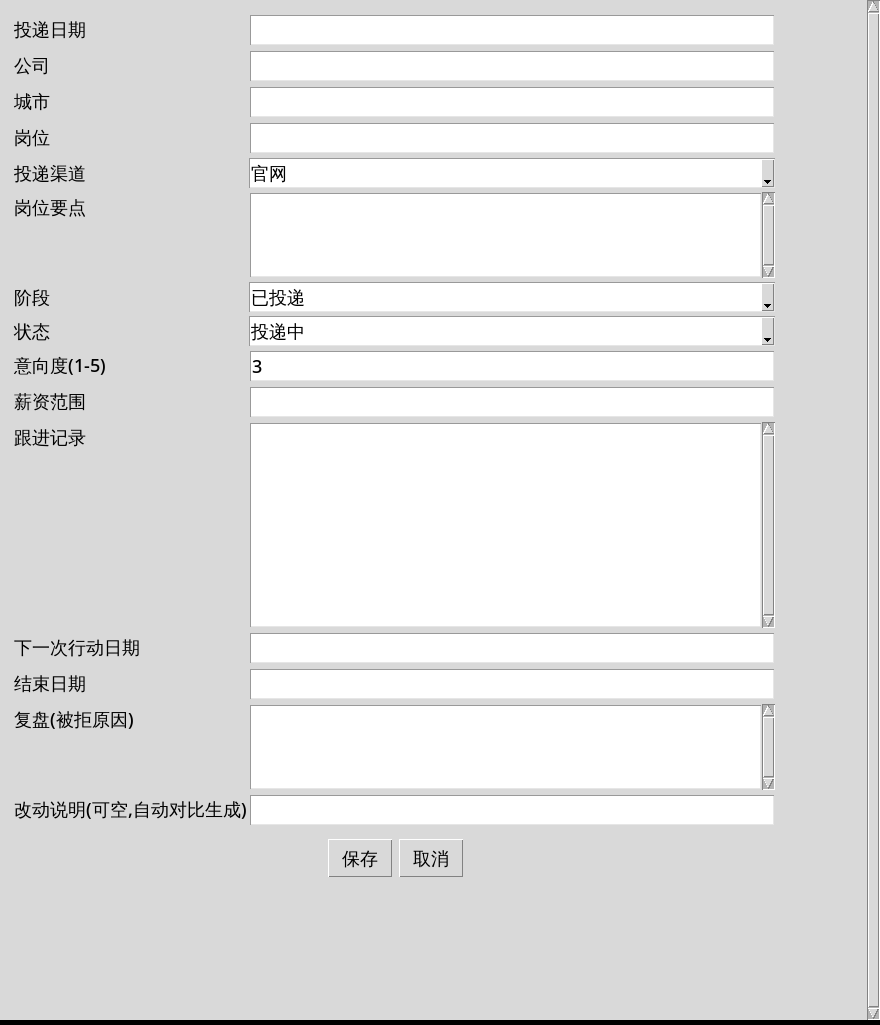 投递日期
公司
城市
岗位
投递渠道 官网
岗位要点
阶段 已投递
状态 投递中
意向度(1-5) 3
薪资范围
跟进记录
下一次行动日期
结束日期
复盘(被拒原因)
改动说明(可空,自动对比生成)
保存 取消